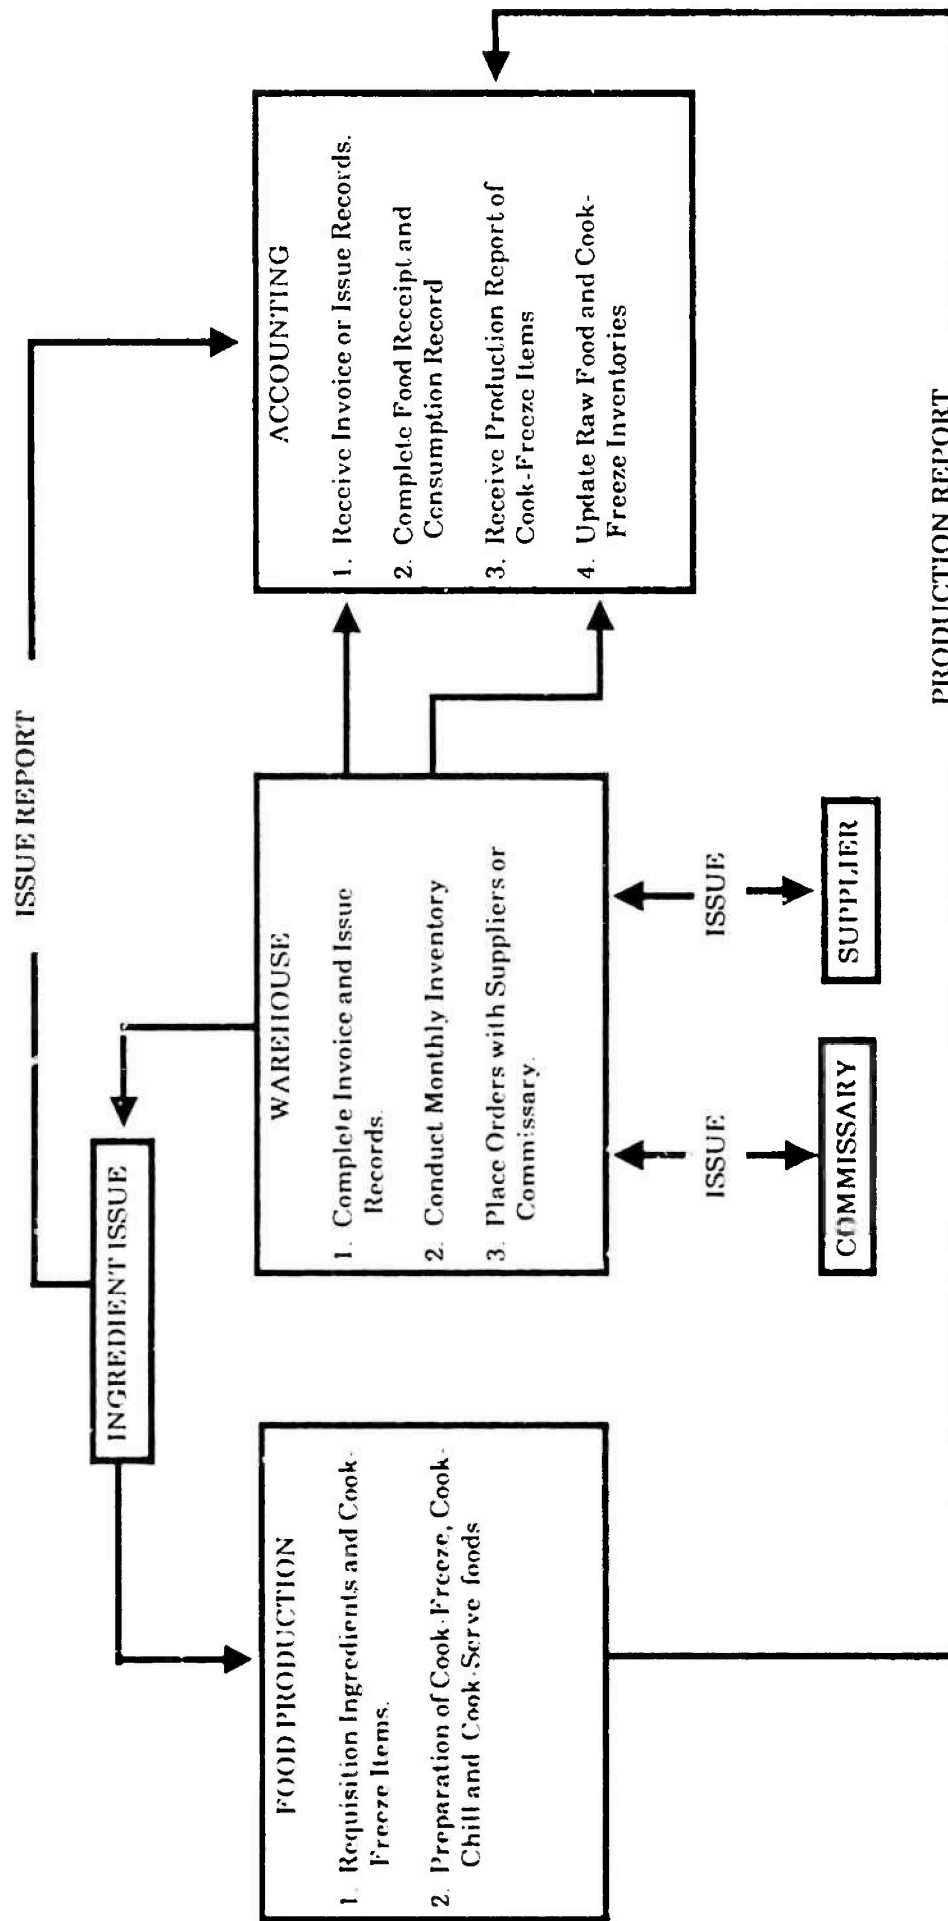 ISSUE REPORT
INGREDIENT ISSUE
FOOD PRODUCTION
1. Requisition Ingredients and Cook-
Freeze Items.
2. Preparation of Cook-Freeze, Cook-
Chill and Cook-Serve foods
WAREHOUSE
1. Complete Invoice and Issue
Records.
2. Conduct Monthly Inventory
3. Place Orders with Suppliers or
Commissary.
ACCOUNTING
1. Receive Invoice or Issue Records.
2. Complete Food Receipt and
Consumption Record
3. Receive Production Report of
Cook-Freeze Items
4. Update Raw Food and Cook-
Freeze Inventories
ISSUE
ISSUE
COMMISSARY
SUPPLIER
PRODUCTION REPORT